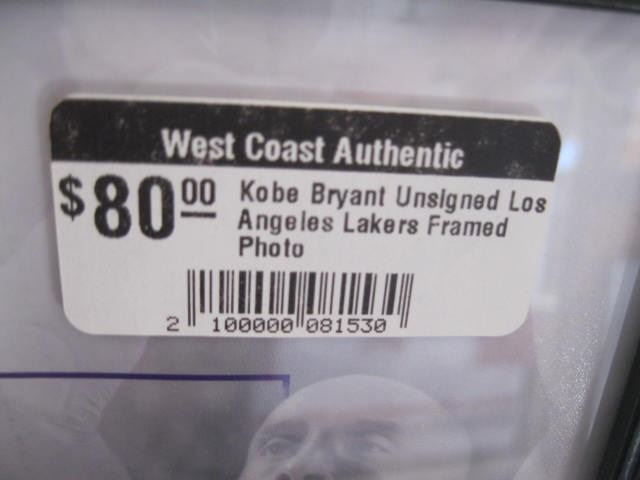 West Coast Authentic
$80.00
Kobe Bryant Unsigned Los
Angeles Lakers Framed
Photo
2 100000 081530